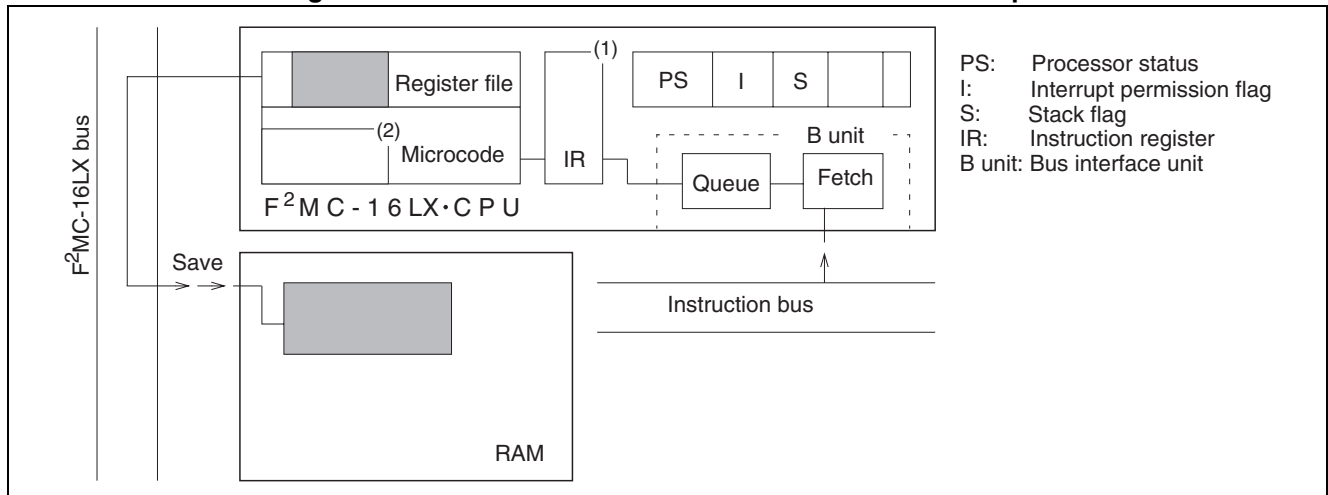 (1)
Register file
PS I S
(2)
Microcode
IR
B unit
Queue
Fetch
F²MC-16LX·CPU
PS: Processor status
I: Interrupt permission flag
S: Stack flag
IR: Instruction register
B unit: Bus interface unit
F²MC-16LX bus
Save
Instruction bus
RAM